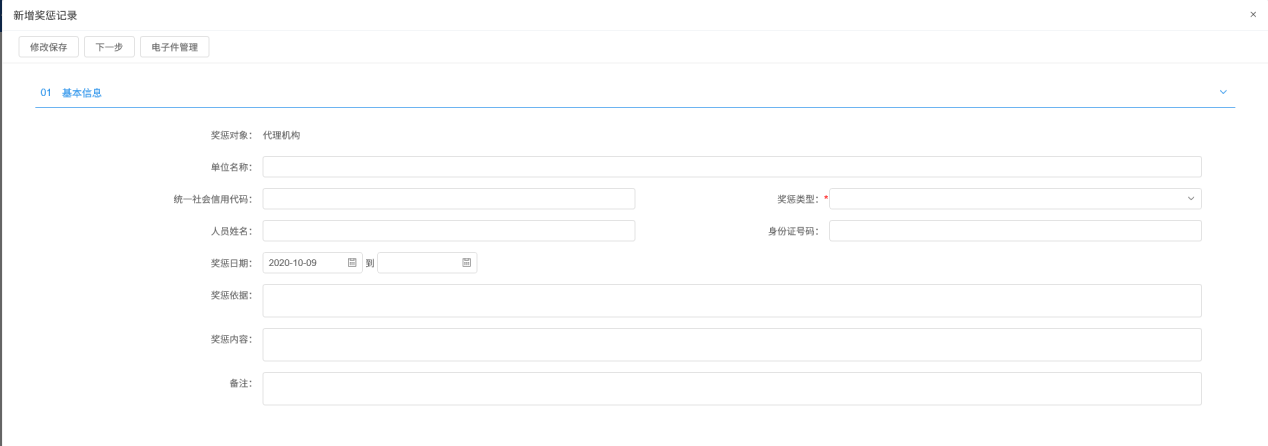 新增奖惩记录 ×
修改保存 下一步 电子件管理
01 基本信息
奖惩对象： 代理机构
单位名称：
统一社会信用代码： 奖惩类型：*
人员姓名： 身份证号码：
奖惩日期： 2020-10-09 到
奖惩依据：
奖惩内容：
备注：